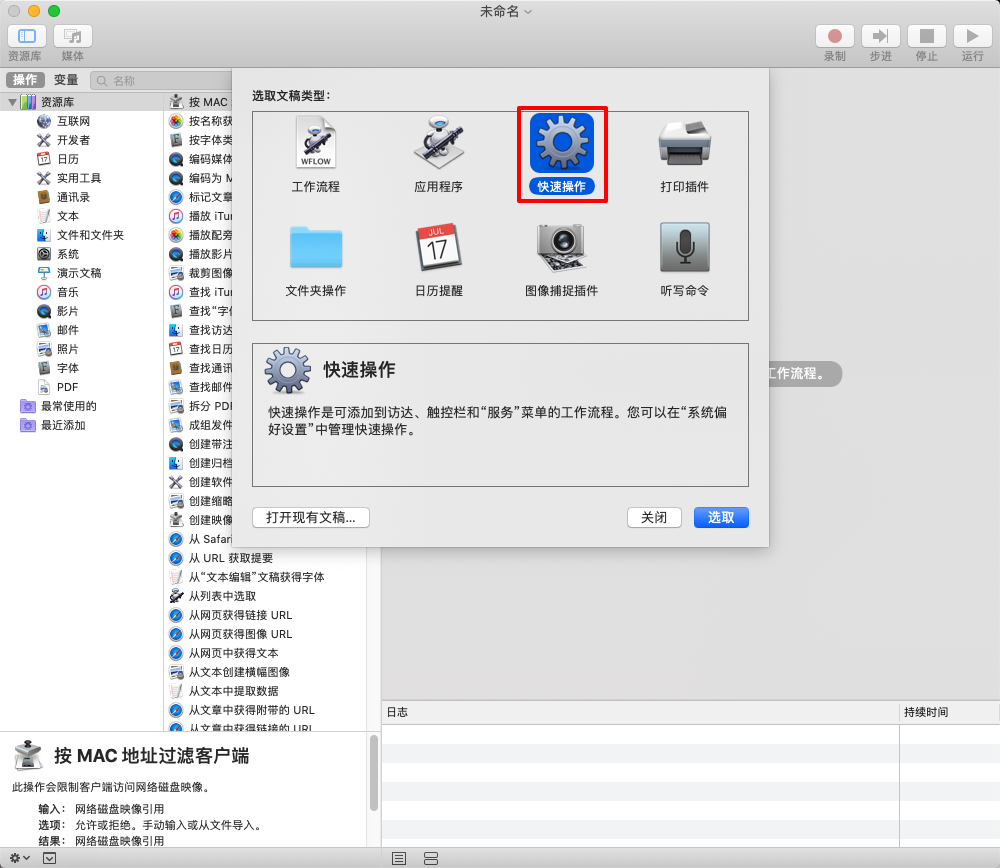 未命名
资源库
媒体
录制
步进
停止
运行
操作
变量
名称
资源库
互联网
开发者
日历
17
实用工具
通讯录
文本
文件和文件夹
系统
演示文稿
音乐
影片
邮件
照片
字体
PDF
最常使用的
最近添加
按 MAC
按名称获
按字体类
编码媒体
编码为 M
标记文章
播放 iTu
播放配旁
播放影片
裁剪图像
查找 iTu
查找“字体
查找访达
查找日历
查找通讯
查找邮件
拆分 PD
成组发件
创建带注
创建归档
创建软件
创建缩略
创建映像
从 Safari
从 URL 获取提要
从“文本编辑”文稿获得字体
从列表中选取
从网页获得链接 URL
从网页获得图像 URL
从网页中获得文本
从文本创建横幅图像
从文本中提取数据
从文章中获得附带的 URL
从文章中获得链接的 URL
选取文稿类型：
WFLOW
工作流程
应用程序
快速操作
打印插件
文件夹操作
JUL
17
日历提醒
图像捕捉插件
听写命令
快速操作
快速操作是可添加到访达、触控栏和“服务”菜单的工作流程。您可以在“系统偏
好设置”中管理快速操作。
打开现有文稿...
关闭
选取
工作流程。
日志
持续时间
按 MAC 地址过滤客户端
此操作会限制客户端访问网络磁盘映像。
输入： 网络磁盘映像引用
选项： 允许或拒绝。手动输入或从文件导入。
结果： 网络磁盘映像引用